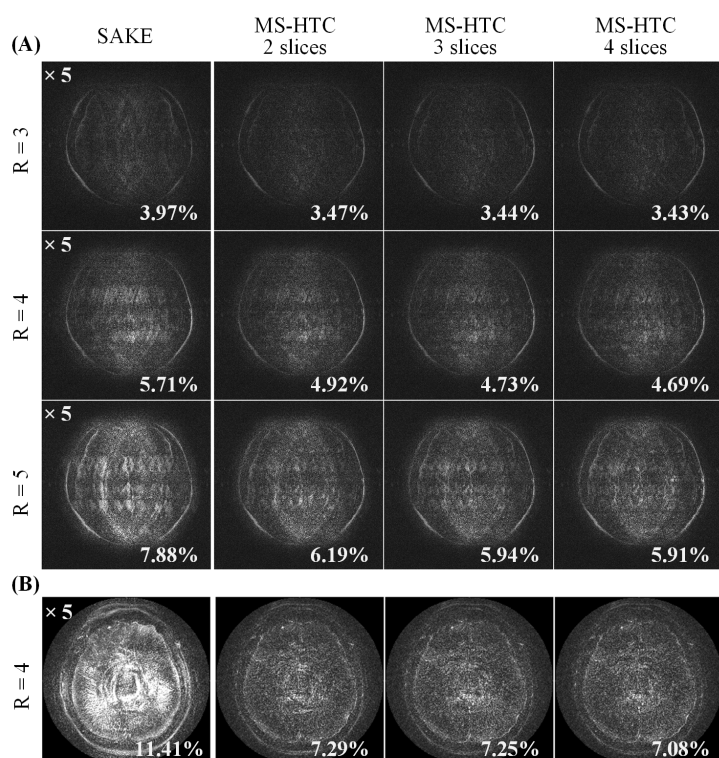 (A)
SAKE
MS-HTC
2 slices
MS-HTC
3 slices
MS-HTC
4 slices
R = 3
× 5
3.97%
3.47%
3.44%
3.43%
R = 4
× 5
5.71%
4.92%
4.73%
4.69%
R = 5
× 5
7.88%
6.19%
5.94%
5.91%
(B)
R = 4
× 5
11.41%
7.29%
7.25%
7.08%